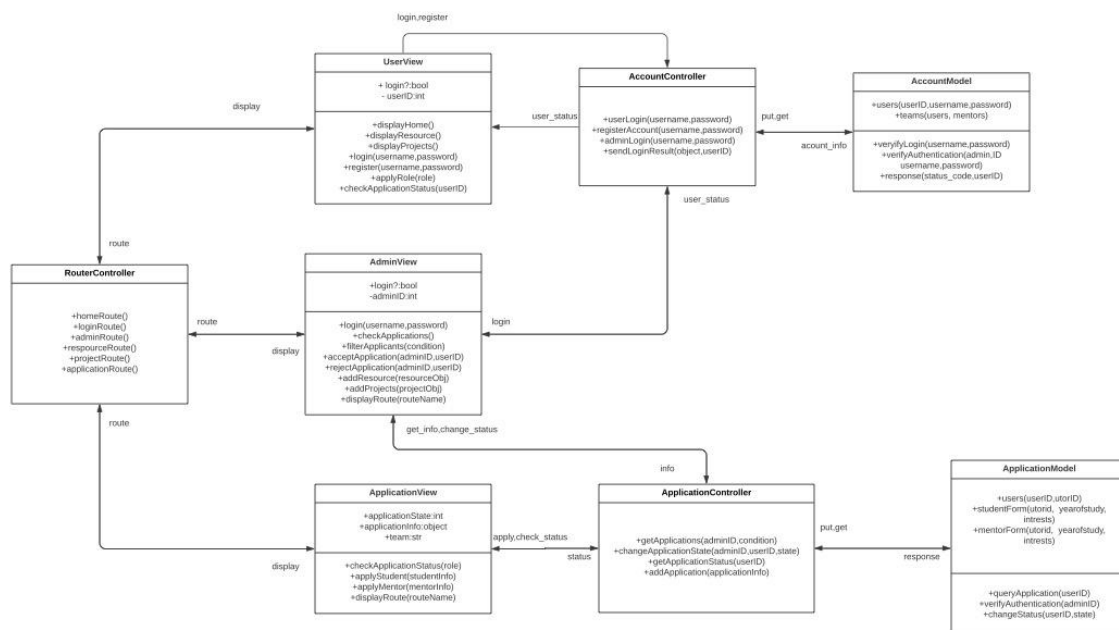 login,register
UserView
+ login?:bool
- userID:int
+displayHome()
+displayResource()
+displayProjects()
+login(username,password)
+register(username,password)
+applyRole(role)
+checkApplicationStatus(userID)
AccountController
+userLogin(username,password)
+registerAccount(username,password)
+adminLogin(username,password)
+sendLoginResult(object,userID)
AccountModel
+users(userID,username,password)
+teams(users, mentors)
+veryifyLogin(username,password)
+verifyAuthentication(admin,ID
username,password)
+response(status_code,userID)
display
user_status
put,get
acount_info
user_status
route
RouterController
+homeRoute()
+loginRoute()
+adminRoute()
+respourceRoute()
+projectRoute()
+applicationRoute()
route
display
AdminView
+login?:bool
-adminID:int
+login(username,password)
+checkApplications()
+filterApplicants(condition)
+acceptApplication(adminID,userID)
+rejectApplication(adminID,userID)
+addResource(resourceObj)
+addProjects(projectObj)
+displayRoute(routeName)
login
route
get_info,change_status
info
ApplicationView
+applicationState:int
+applicationInfo:object
+team:str
+checkApplicationStatus(role)
+applyStudent(studentInfo)
+applyMentor(mentorInfo)
+displayRoute(routeName)
display
apply,check_status
status
ApplicationController
+getApplications(adminID,condition)
+changeApplicationState(adminID,userID,state)
+getApplicationStatus(userID)
+addApplication(applicationInfo)
put,get
response
ApplicationModel
+users(userID,utorID)
+studentForm(utorid, yearofstudy,
intrests)
+mentorForm(utorid, yearofstudy,
intrests)
+queryApplication(userID)
+verifyAuthentication(adminID)
+changeStatus(userID,state)